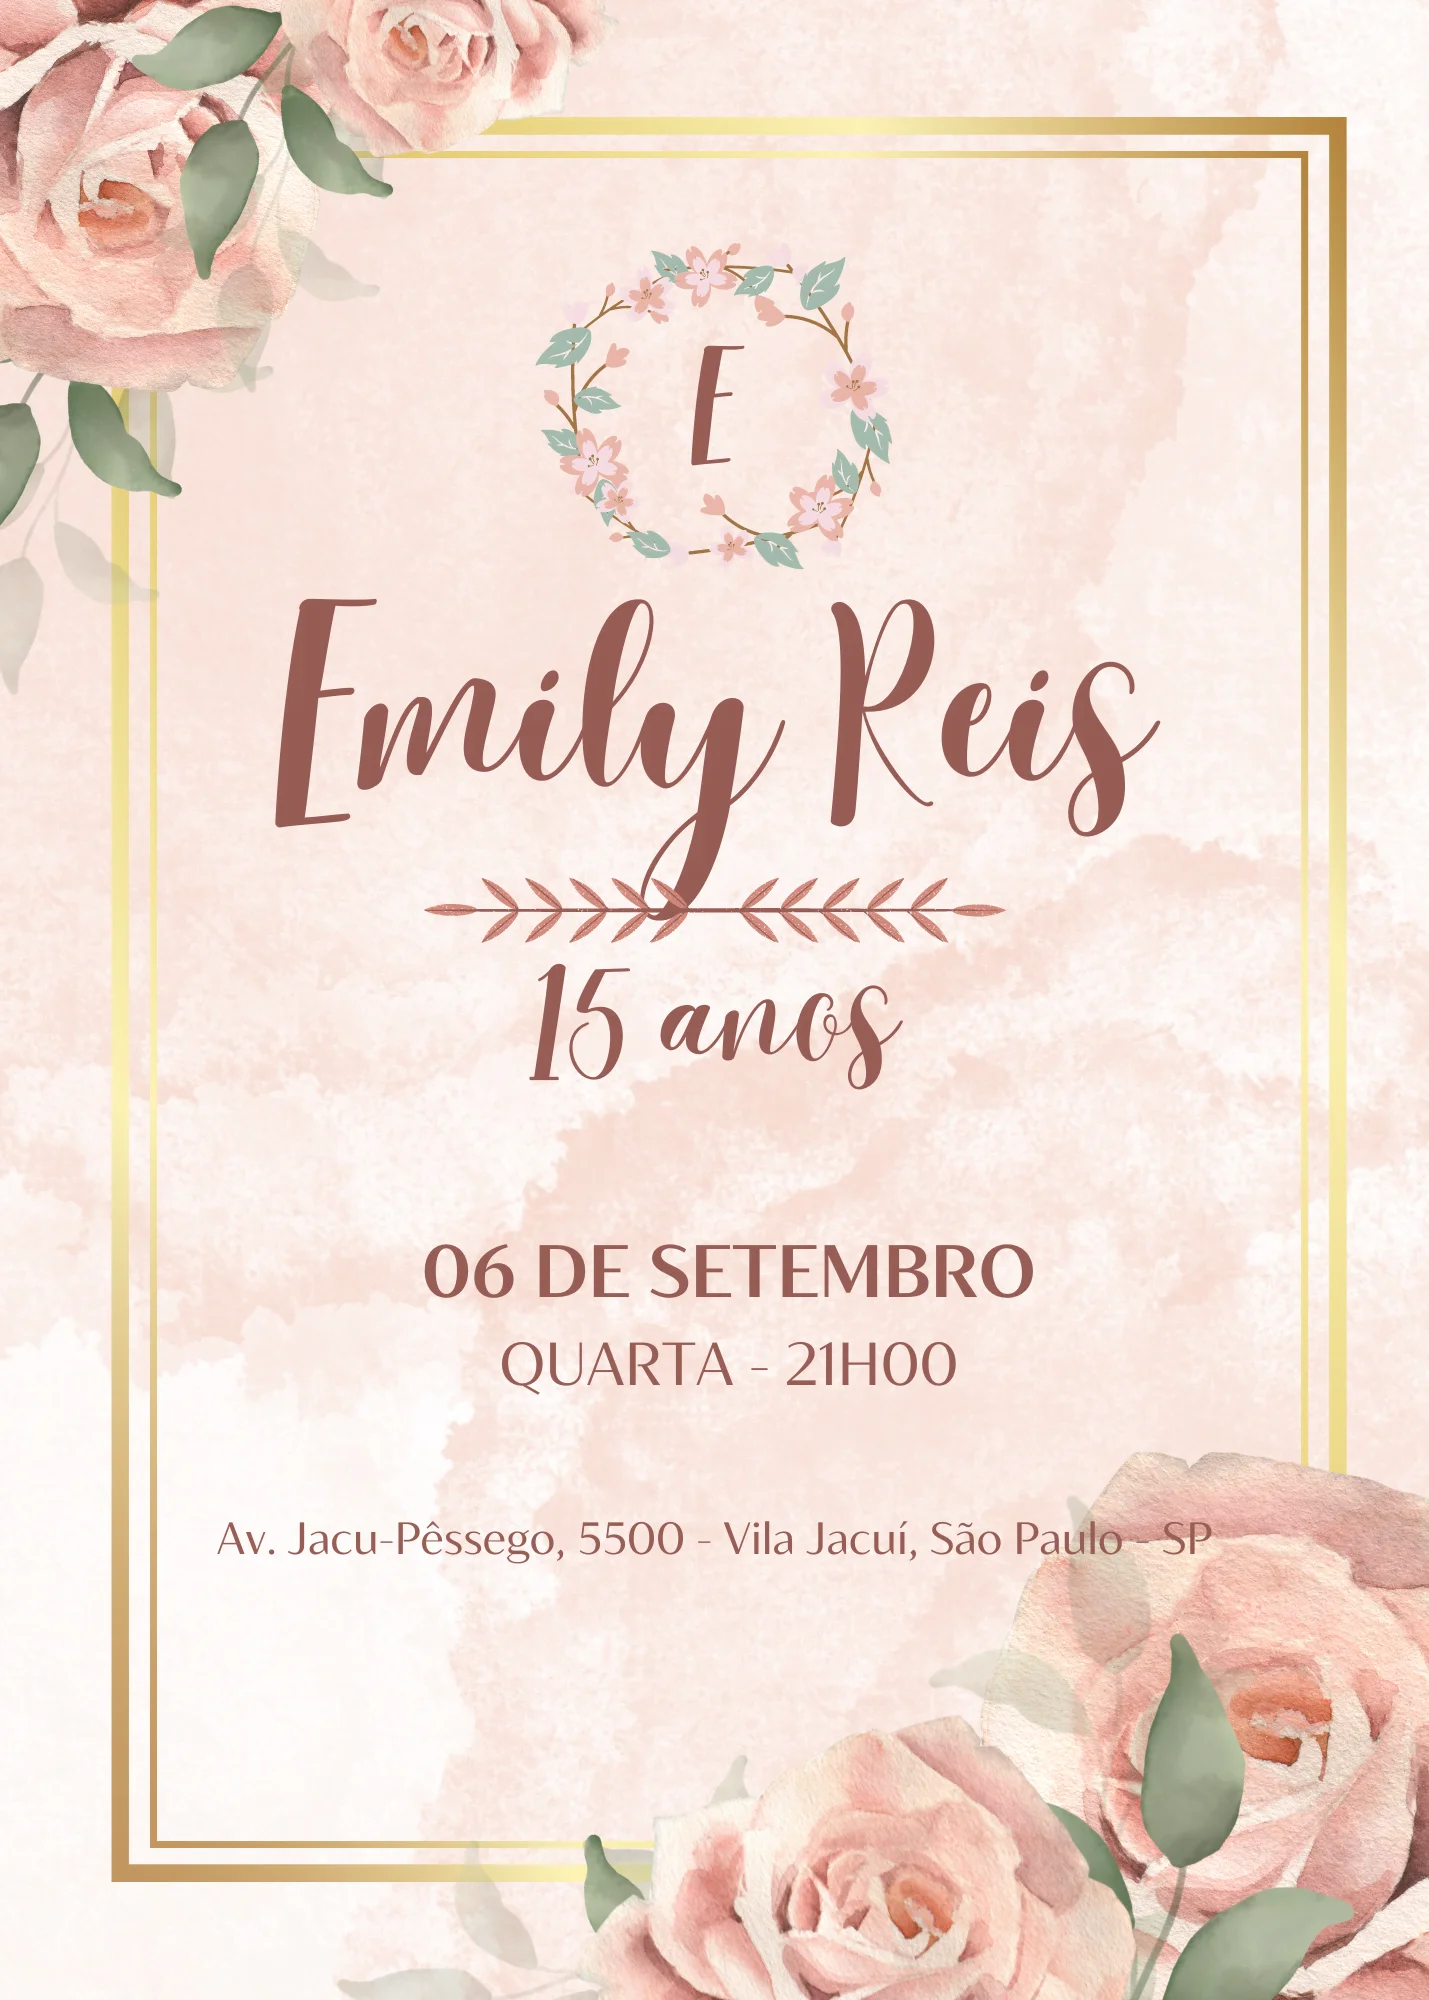 E
Emily Reis
15 anos
06 DE SETEMBRO
QUARTA - 21H00
Av. Jacu-Pêssego, 5500 - Vila Jacuí, São Paulo - SP